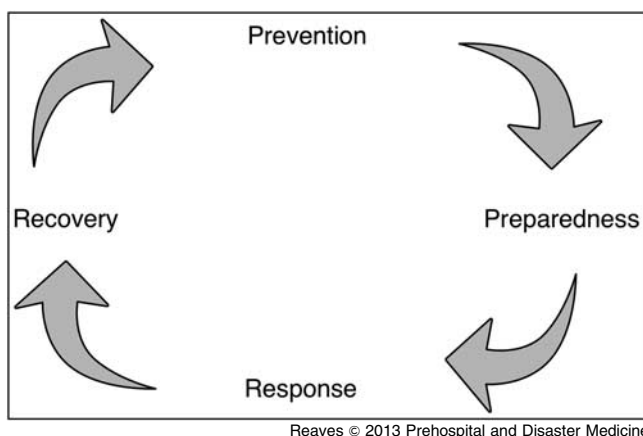 Prevention
Recovery
Preparedness
Response
Reaves © 2013 Prehospital and Disaster Medicine